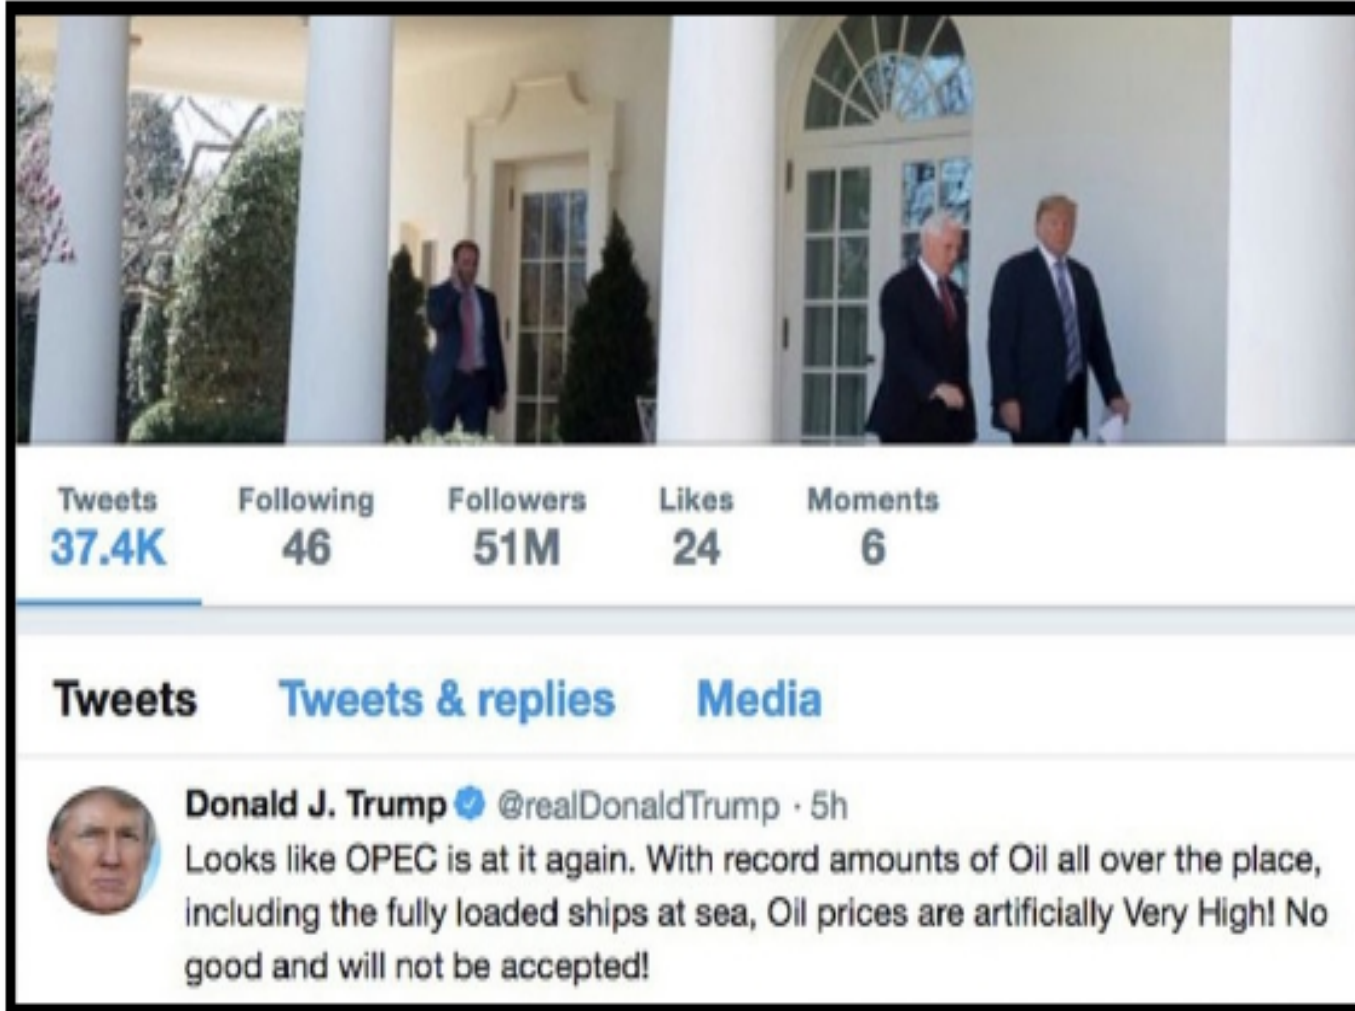 Tweets Following Followers Likes Moments
37.4K 46 51M 24 6
Tweets Tweets & replies Media
Donald J. Trump @realDonaldTrump · 5h
Looks like OPEC is at it again. With record amounts of Oil all over the place,
including the fully loaded ships at sea, Oil prices are artificially Very High! No
good and will not be accepted!